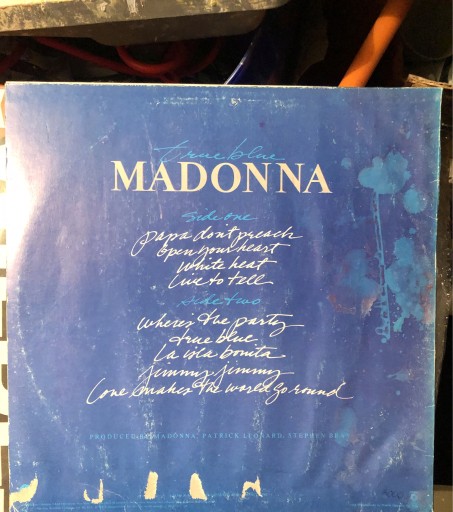 true blue
MADONNA
side one
papa don't preach
open your heart
white heat
live to tell
side two
where's the party
true blue
la isla bonita
jimmy jimmy
love makes the world go round
PRODUCED BY MADONNA, PATRICK LEONARD, STEPHEN BRAY